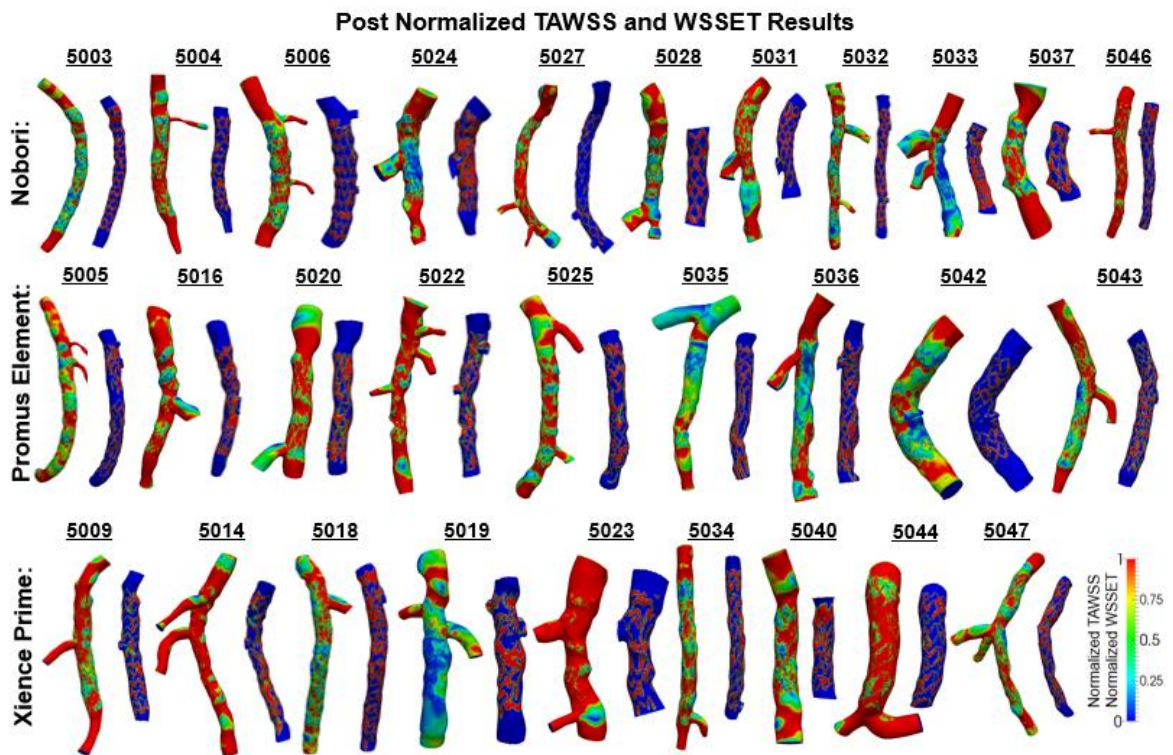 Post Normalized TAWSS and WSSET Results
Nobori:
5003 5004 5006 5024 5027 5028 5031 5032 5033 5037 5046
Promus Element:
5005 5016 5020 5022 5025 5035 5036 5042 5043
Xience Prime:
5009 5014 5018 5019 5023 5034 5040 5044 5047
Normalized TAWSS
Normalized WSSET
1
0.75
0.5
0.25
0